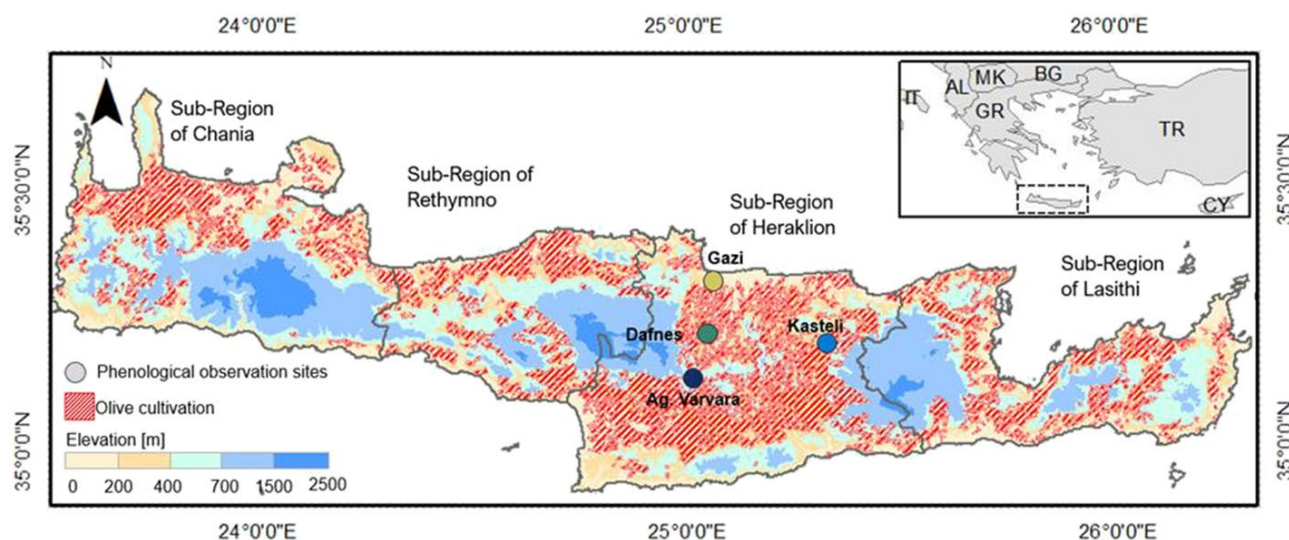 24°0'0"E 25°0'0"E 26°0'0"E
35°30'0"N
35°0'0"N
N
Sub-Region
of Chania
Sub-Region of
Rethymno
Sub-Region
of Heraklion
Sub-Region
of Lasithi
IT
AL
MK
BG
GR
TR
CY
Gazi
Dafnes
Kasteli
Ag. Varvara
Phenological observation sites
Olive cultivation
Elevation [m]
0 200 400 700 1500 2500
35°30'0"N
35°0'0"N
24°0'0"E 25°0'0"E 26°0'0"E